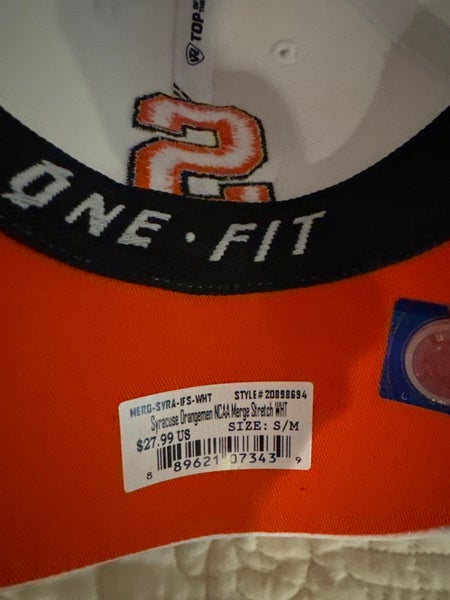 TOP
ONE • FIT
MERG-SYRA-IFS-WHT STYLE# 20898694
Syracuse Orangemen NCAA Merge Stretch WHT
$27.99 US SIZE: S/M
8 89621 07343 9